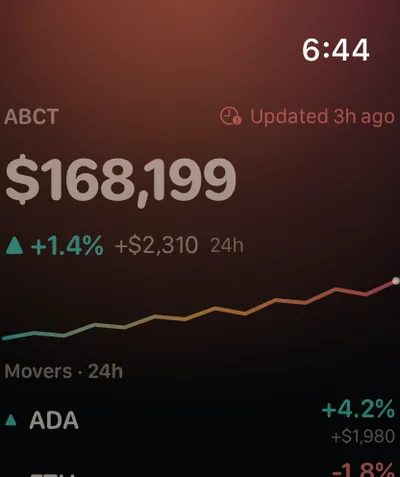 6:44
ABCT
Updated 3h ago
$168,199
▲ +1.4% +$2,310 24h
Movers · 24h
▲ ADA +4.2%
+$1,980
-1.8%